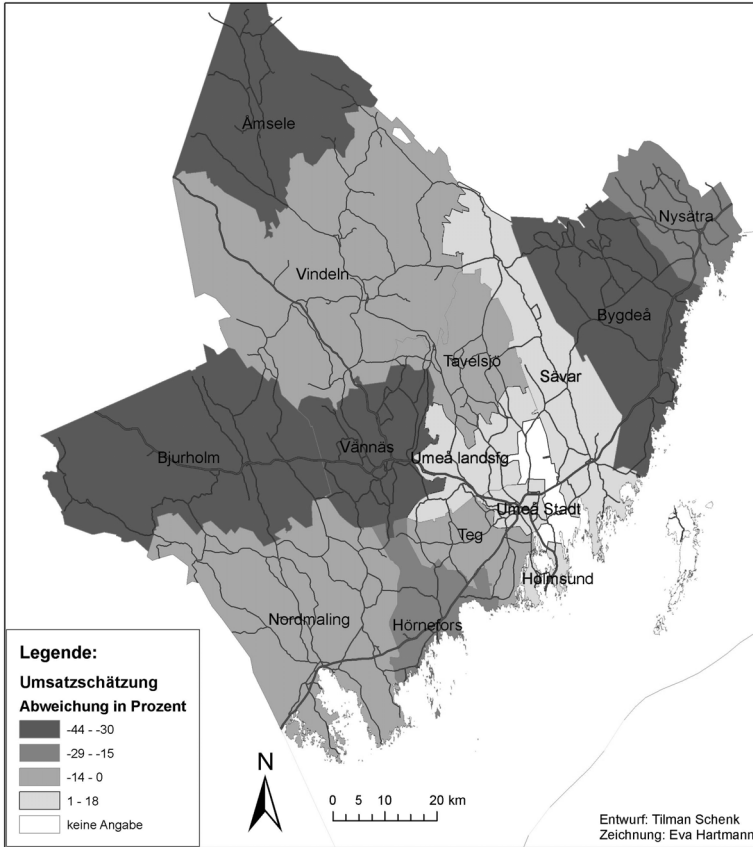 Åmsele
Nysätra
Vindeln
Bygdeå
Tavelsjö
Sävar
Vännäs
Bjurholm
Umeå landsfg
Umeå Stadt
Teg
Holmsund
Nordmaling
Hörnefors
Legende:
Umsatzschätzung
Abweichung in Prozent
-44 - -30
-29 - -15
-14 - 0
1 - 18
keine Angabe
N
0 5 10 20 km
Entwurf: Tilman Schenk
Zeichnung: Eva Hartmann